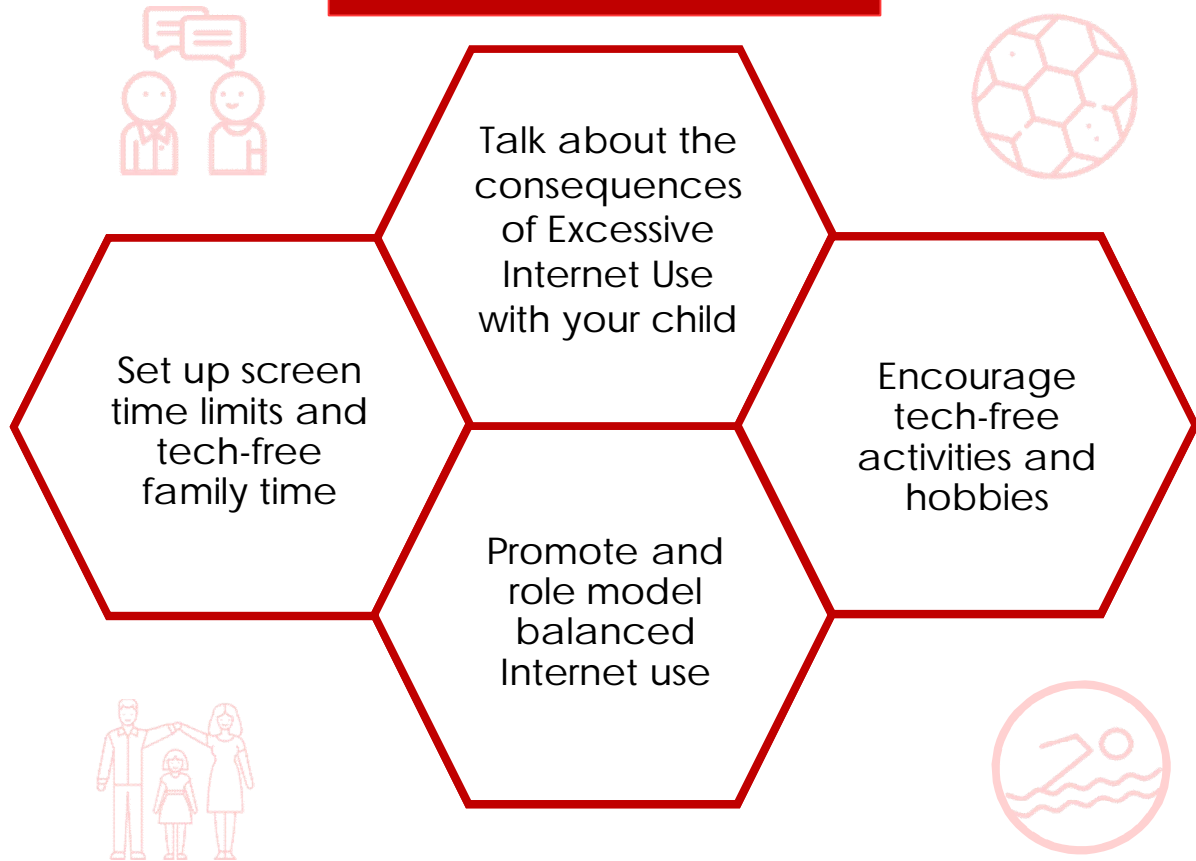 Talk about the
consequences
of Excessive
Internet Use
with your child
Set up screen
time limits and
tech-free
family time
Encourage
tech-free
activities and
hobbies
Promote and
role model
balanced
Internet use